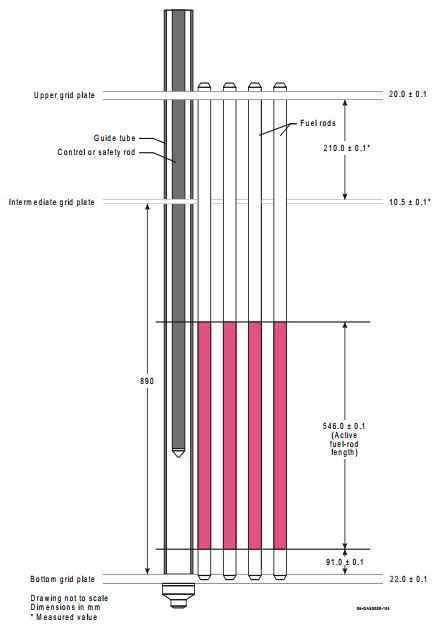 Upper grid plate
20.0 ± 0.1
Fuel rods
Guide tube
Control or safety rod
210.0 ± 0.1*
Intermediate grid plate
10.5 ± 0.1*
890
546.0 ± 0.1
(Active
fuel-rod
length)
91.0 ± 0.1
Bottom grid plate
22.0 ± 0.1
Drawing not to scale
Dimensions in mm
* Measured value